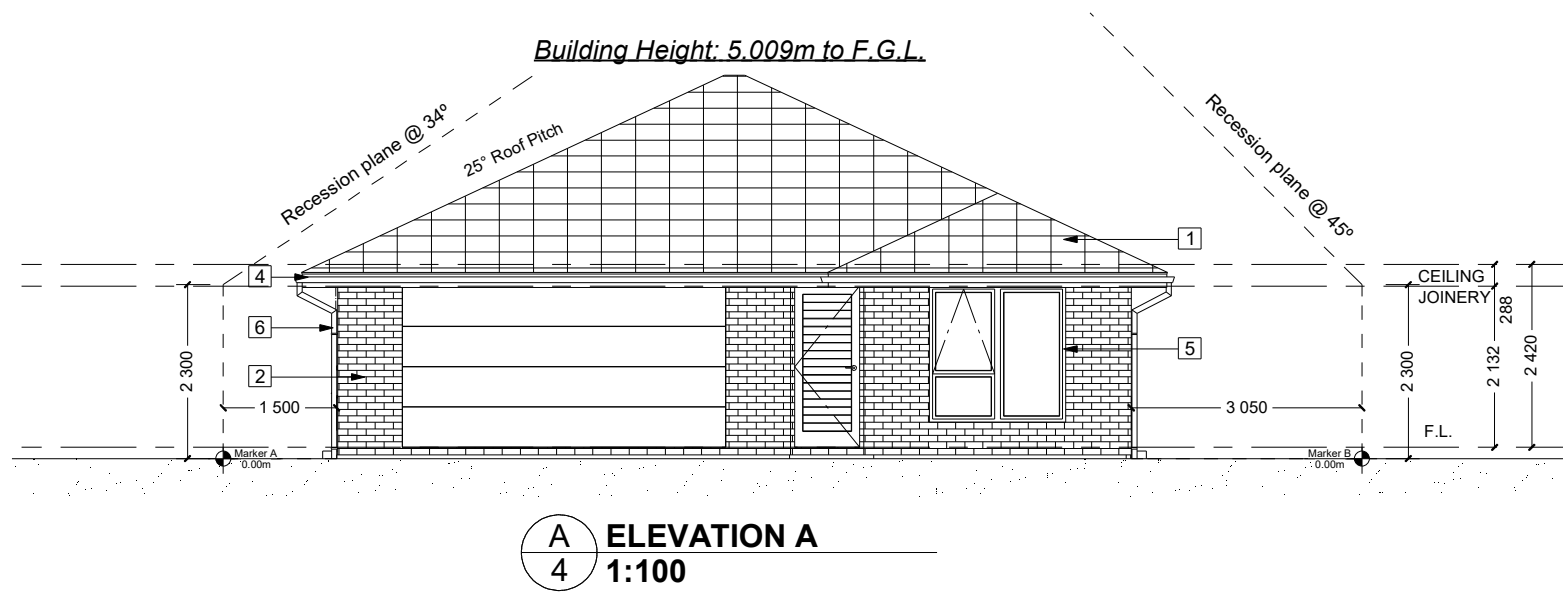 Building Height: 5.009m to F.G.L.
Recession plane @ 34º
25° Roof Pitch
Recession plane @ 45º
1
4
CEILING
JOINERY
288
6
5
2 300
2
2 300
2 132
2 420
1 500
3 050
F.L.
Marker A
0.00m
Marker B
0.00m
A
4
ELEVATION A
1:100